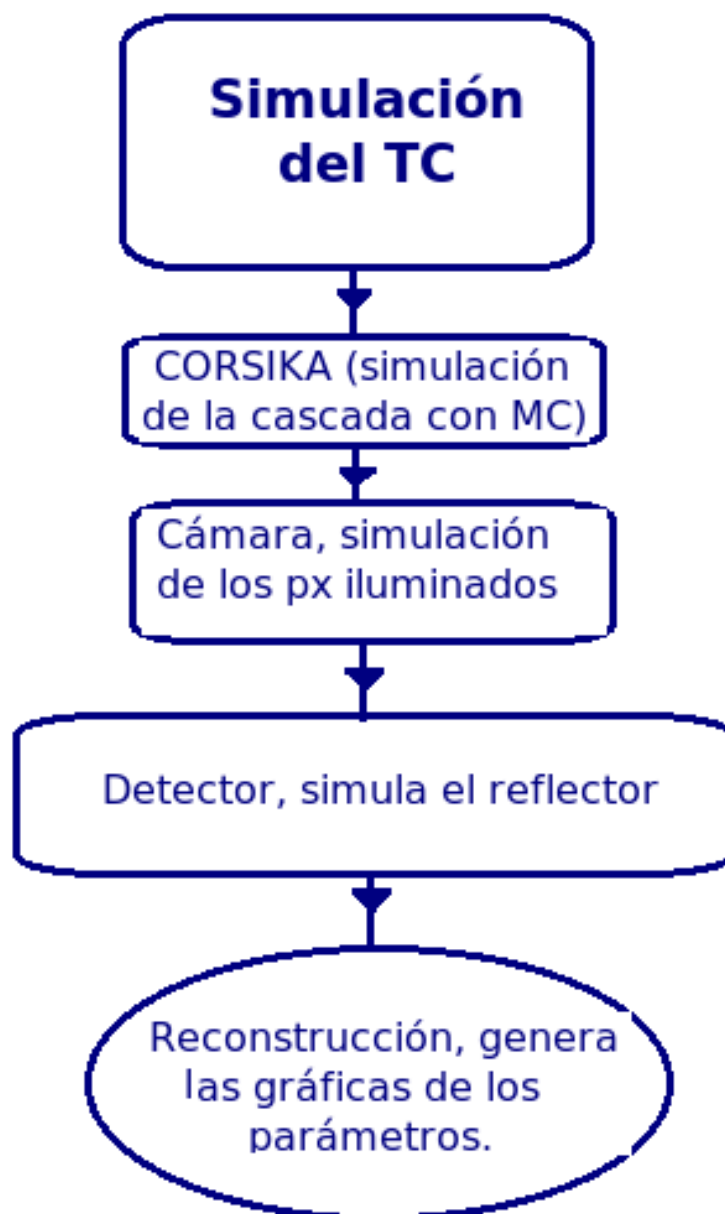 Simulación
del TC
CORSIKA (simulación
de la cascada con MC)
Cámara, simulación
de los px iluminados
Detector, simula el reflector
Reconstrucción, genera
las gráficas de los
parámetros.